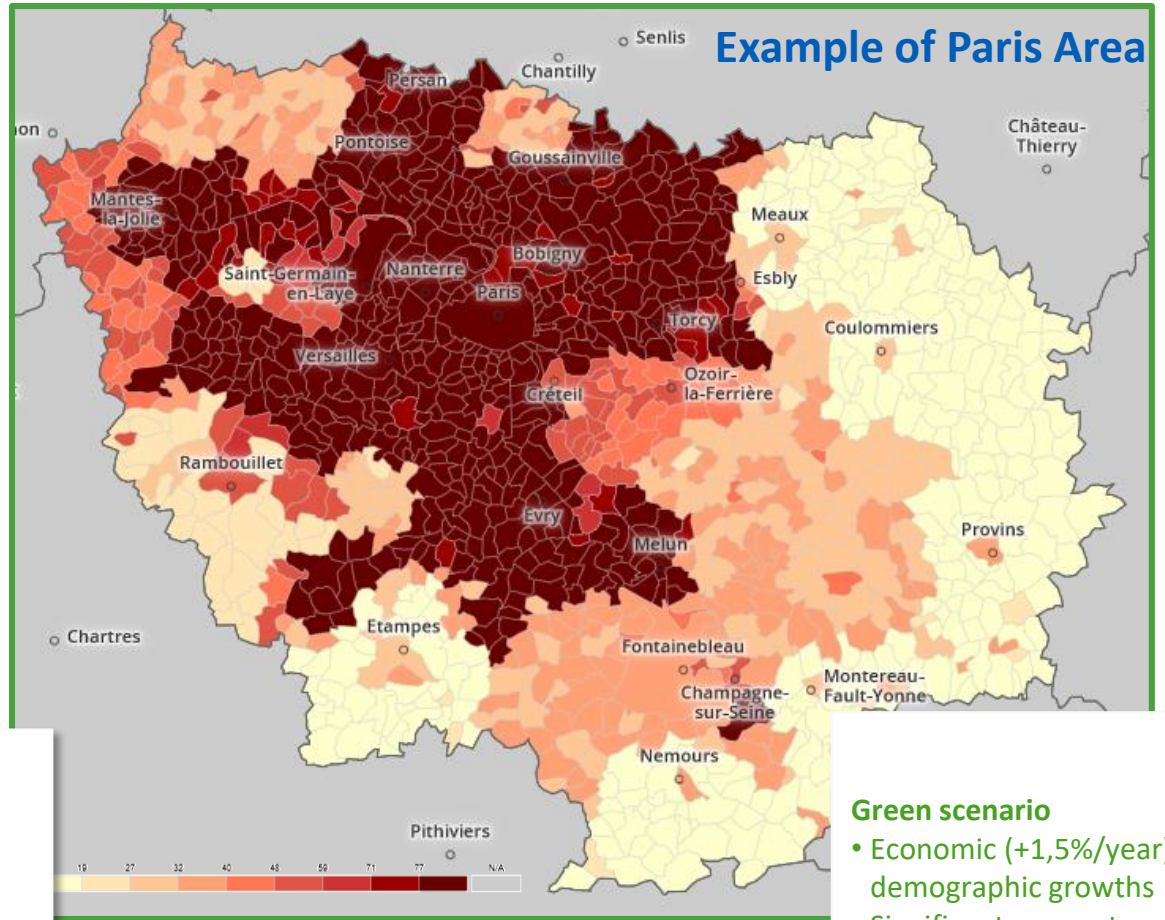 Example of Paris Area
Senlis
Chantilly
Persan
Château-
Thierry
Pontoise
Goussainville
Mantes-
la-Jolie
Meaux
Bobigny
Saint-Germain-
en-Laye
Nanterre
Esbly
Paris
Torcy
Coulommiers
Versailles
Ozoir-
la-Ferrière
Créteil
Rambouillet
Evry
Provins
Melun
Etampes
Chartres
Fontainebleau
Champagne-
sur-Seine
Montereau-
Fault-Yonne
Nemours
Pithiviers
19 27 32 40 48 59 71 77 N/A
Green scenario
• Economic (+1,5%/year)
demographic growths